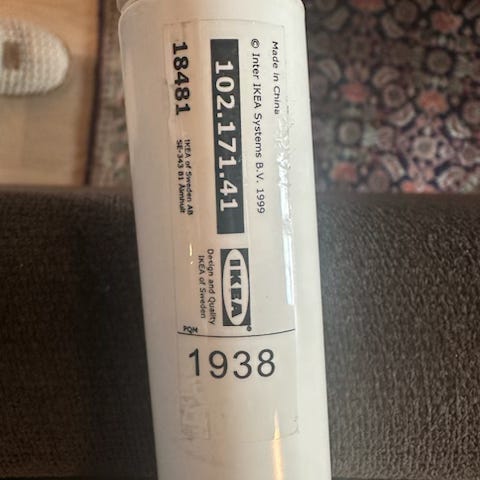 Made in China
© Inter IKEA Systems B.V. 1999
102.171.41
18481
IKEA of Sweden AB
SE-343 81 Älmhult
IKEA®
Design and Quality
IKEA of Sweden
PQM
1938